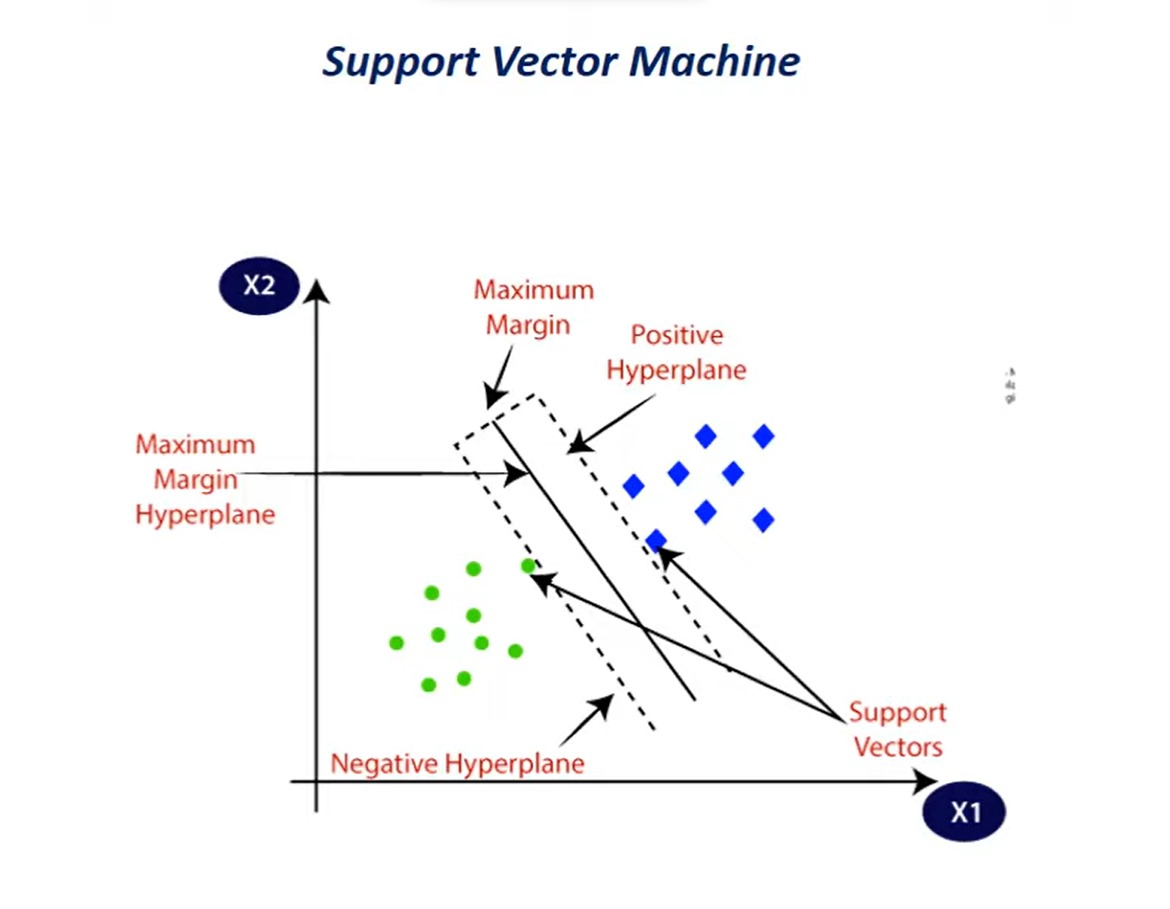 Support Vector Machine
X2
Maximum
Margin
Positive
Hyperplane
Maximum
Margin
Hyperplane
Support
Vectors
Negative Hyperplane
X1